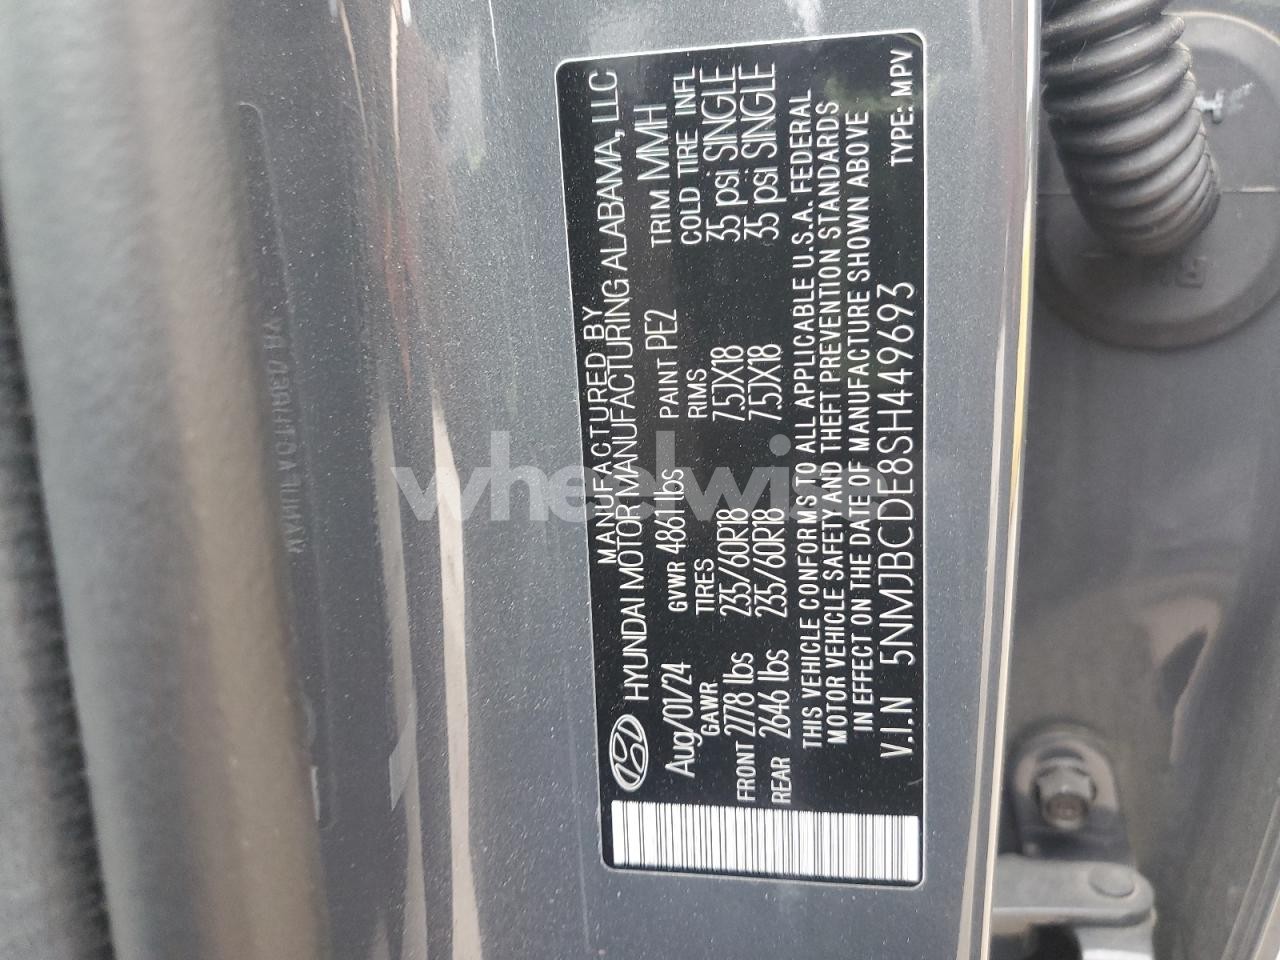 MANUFACTURED BY
HYUNDAI MOTOR MANUFACTURING ALABAMA, LLC
Aug/01/24 GVWR 4861 lbs PAINT PE2 TRIM MMH
GAWR TIRES RIMS COLD TIRE INFL
FRONT 2778 lbs 235/60R18 7.5JX18 35 psi SINGLE
REAR 2646 lbs 235/60R18 7.5JX18 35 psi SINGLE
THIS VEHICLE CONFORMS TO ALL APPLICABLE U.S.A. FEDERAL
MOTOR VEHICLE SAFETY AND THEFT PREVENTION STANDARDS
IN EFFECT ON THE DATE OF MANUFACTURE SHOWN ABOVE
V.I.N 5NMJBCDE8SH449693 TYPE: MPV
wheelwise